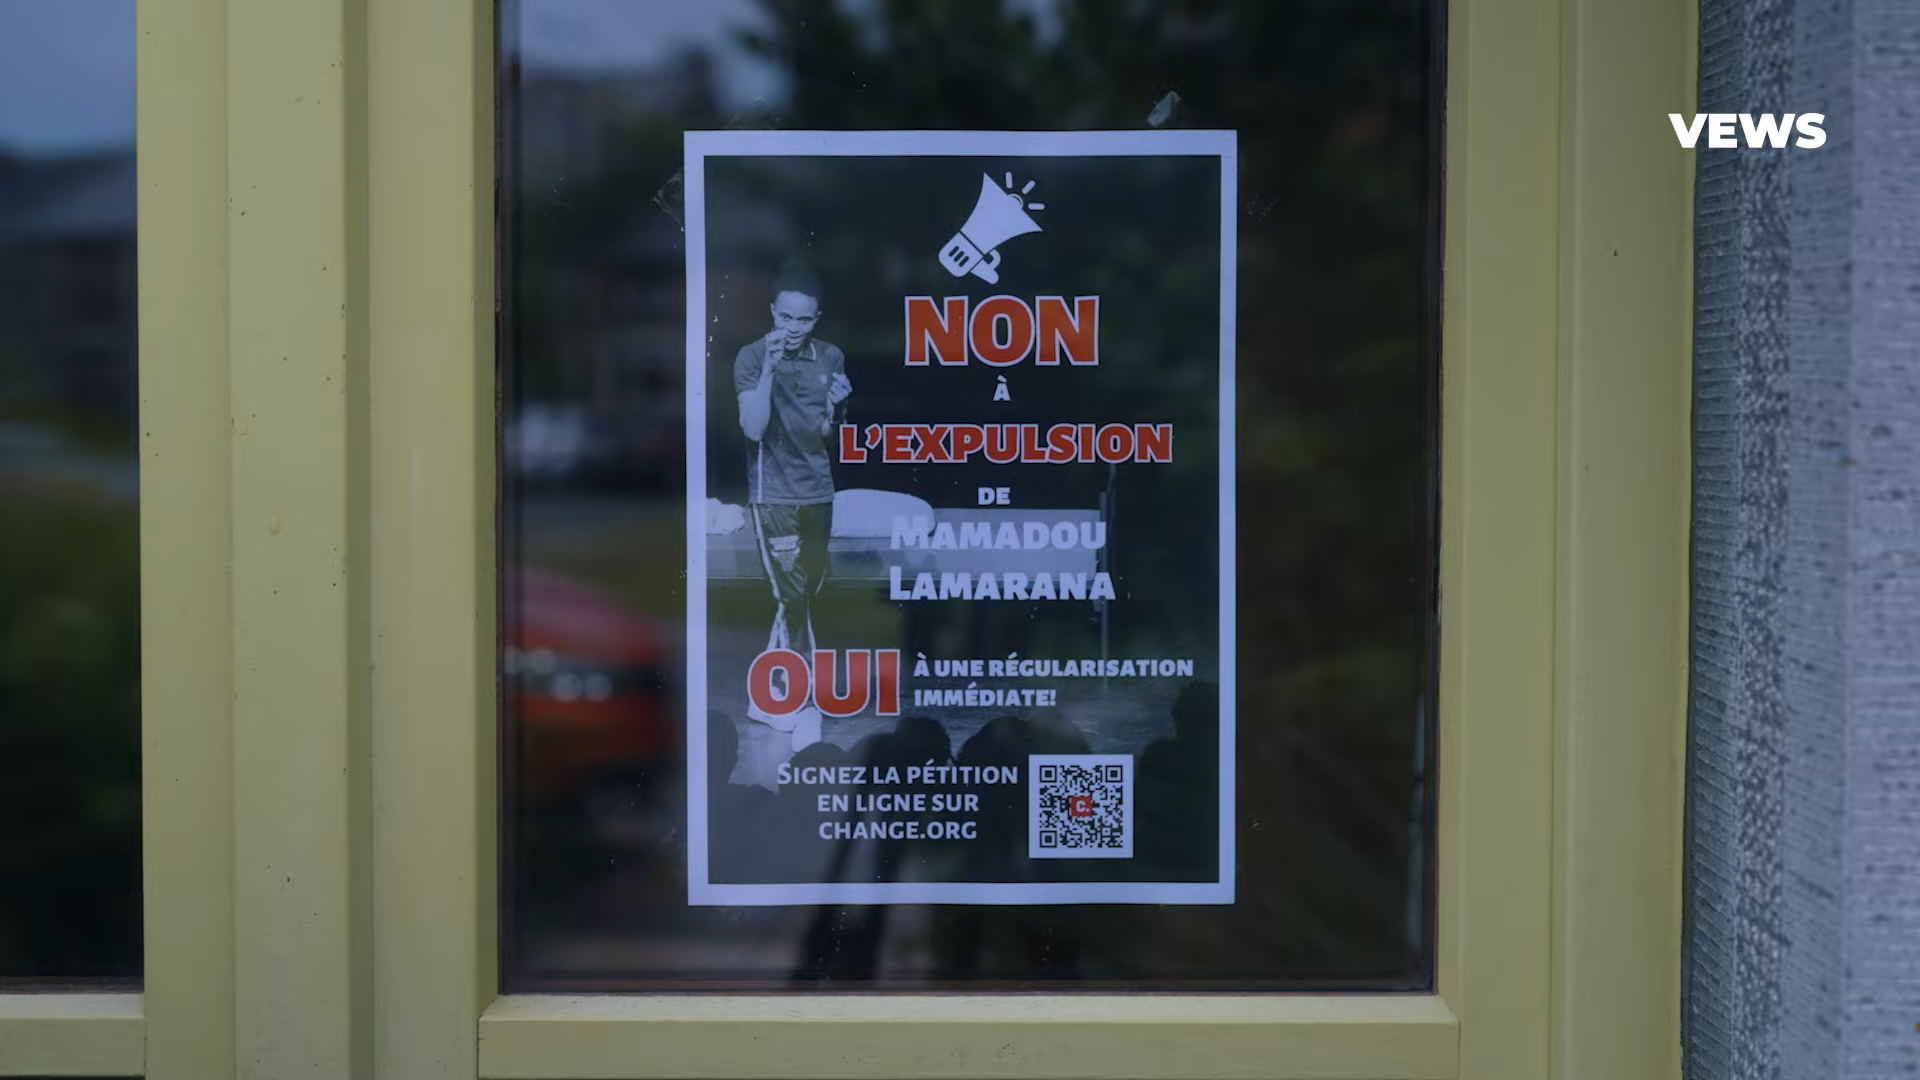 VEWS
NON
À
L'EXPULSION
DE
MAMADOU
LAMARANA
OUI À UNE RÉGULARISATION
IMMÉDIATE!
SIGNEZ LA PÉTITION
EN LIGNE SUR
CHANGE.ORG
C.